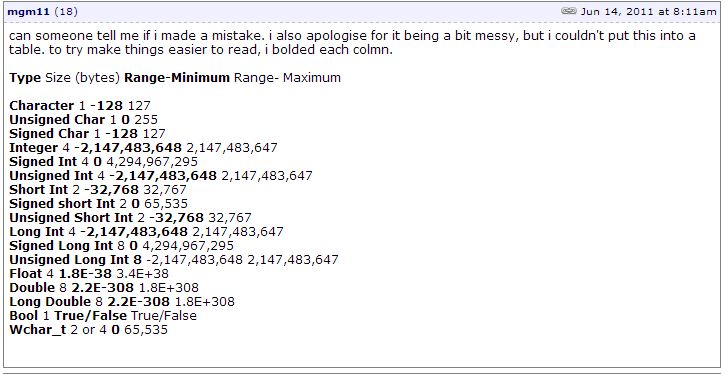 mgm11 (18) Jun 14, 2011 at 8:11am
can someone tell me if i made a mistake. i also apologise for it being a bit messy, but i couldn't put this into a
table. to try make things easier to read, i bolded each colmn.
Type Size (bytes) Range-Minimum Range- Maximum
Character 1 -128 127
Unsigned Char 1 0 255
Signed Char 1 -128 127
Integer 4 -2,147,483,648 2,147,483,647
Signed Int 4 0 4,294,967,295
Unsigned Int 4 -2,147,483,648 2,147,483,647
Short Int 2 -32,768 32,767
Signed short Int 2 0 65,535
Unsigned Short Int 2 -32,768 32,767
Long Int 4 -2,147,483,648 2,147,483,647
Signed Long Int 8 0 4,294,967,295
Unsigned Long Int 8 -2,147,483,648 2,147,483,647
Float 4 1.8E-38 3.4E+38
Double 8 2.2E-308 1.8E+308
Long Double 8 2.2E-308 1.8E+308
Bool 1 True/False True/False
Wchar_t 2 or 4 0 65,535